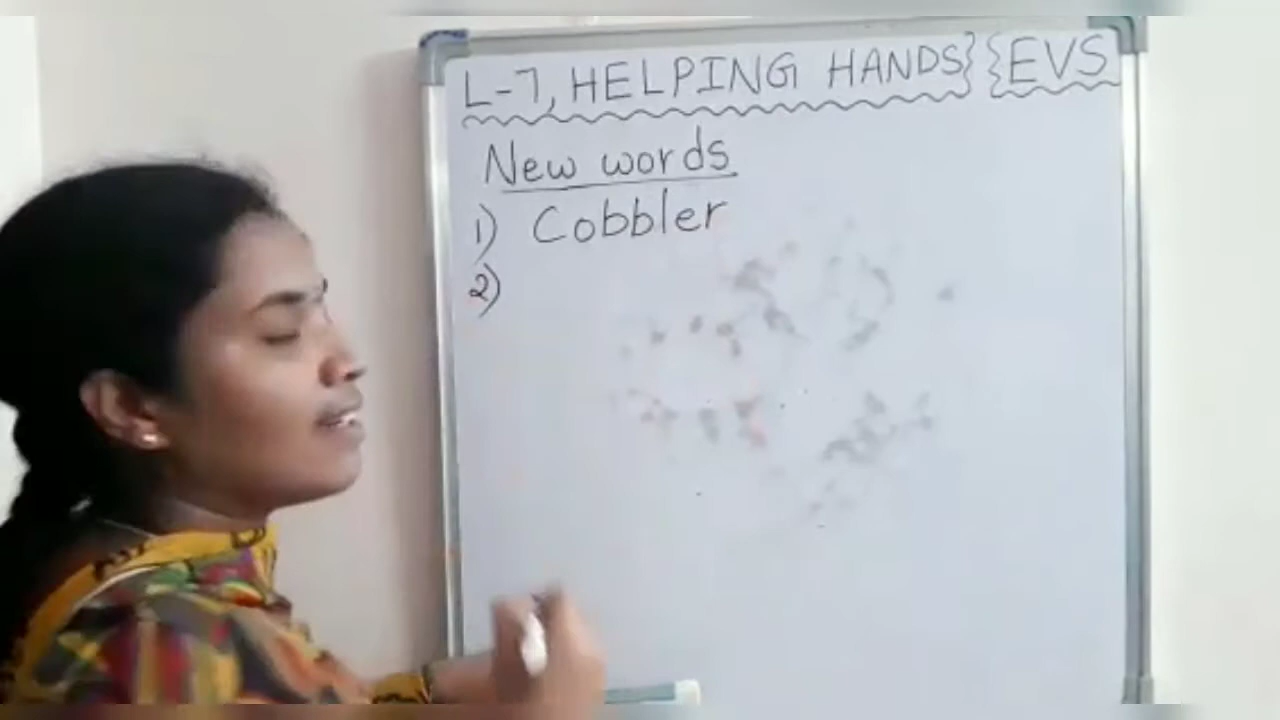 L-7, HELPING HANDS} {EVS
New words
1) Cobbler
2)